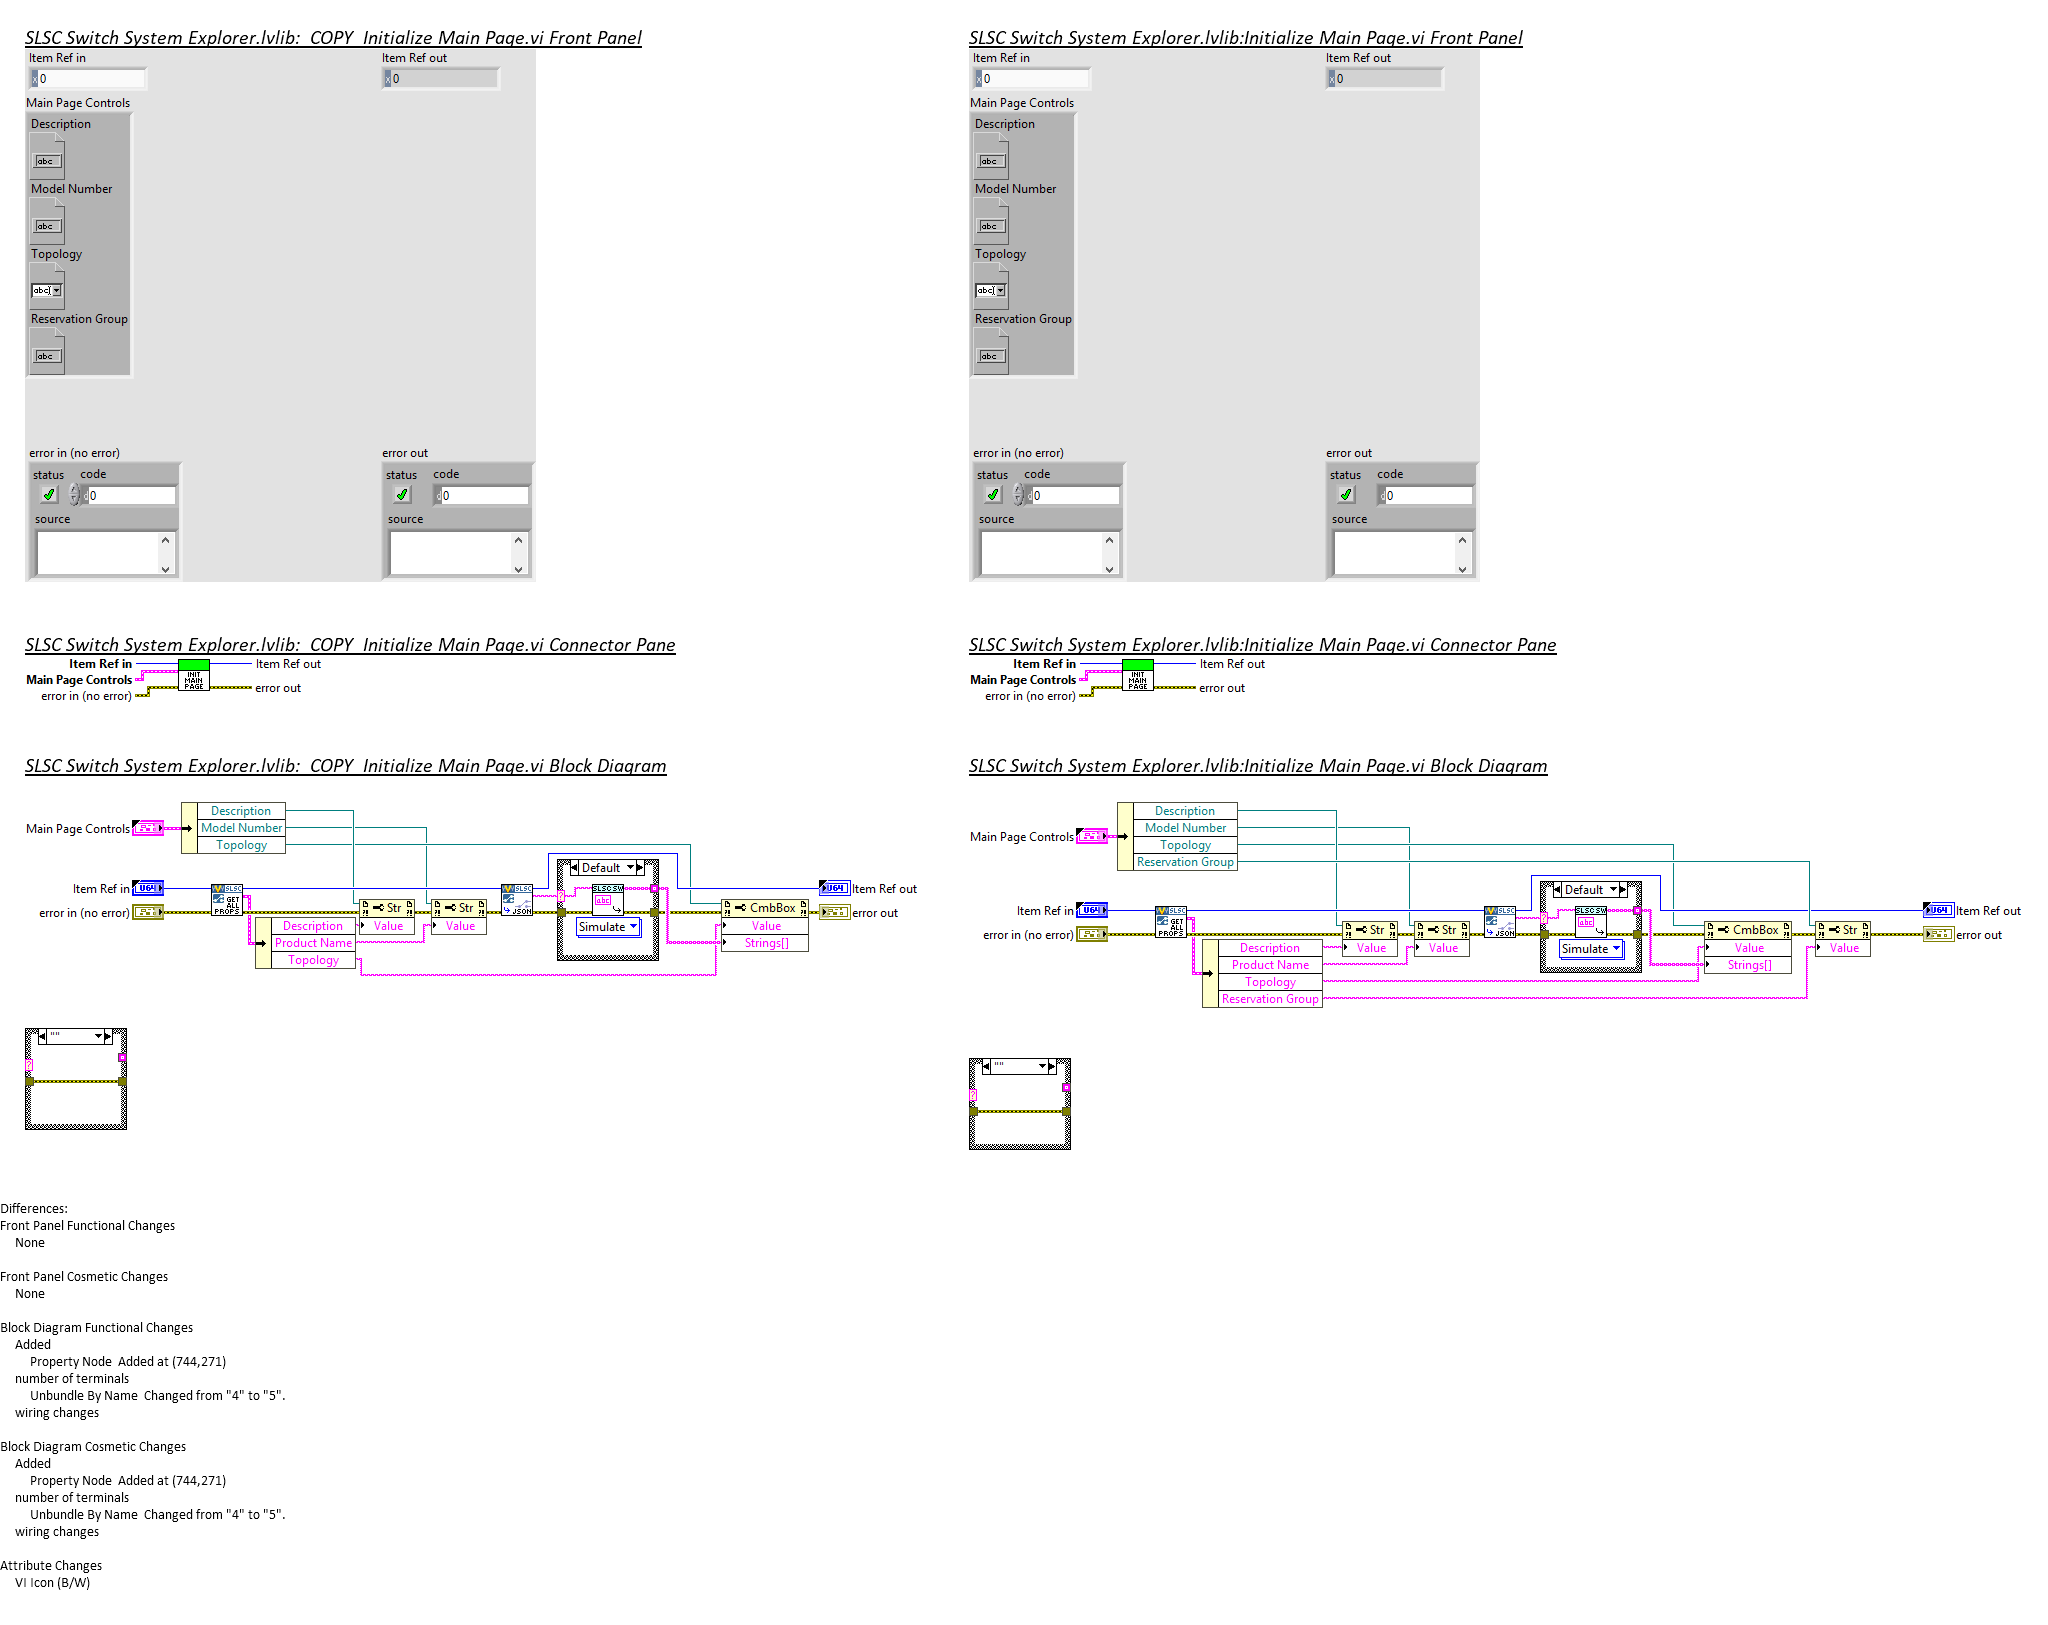 SLSC Switch System Explorer.lvlib:  COPY  Initialize Main Page.vi Front Panel
Item Ref in
Item Ref out
x 0
x 0
Main Page Controls
Description
abc
Model Number
abc
Topology
abc
Reservation Group
abc
error in (no error)
error out
status code
status code
d 0
d 0
source
source
SLSC Switch System Explorer.lvlib:Initialize Main Page.vi Front Panel
Item Ref in
Item Ref out
x 0
x 0
Main Page Controls
Description
abc
Model Number
abc
Topology
abc
Reservation Group
abc
error in (no error)
error out
status code
status code
d 0
d 0
source
source
SLSC Switch System Explorer.lvlib:  COPY  Initialize Main Page.vi Connector Pane
Item Ref in
Item Ref out
Main Page Controls
INIT
MAIN
PAGE
error in (no error)
error out
SLSC Switch System Explorer.lvlib:Initialize Main Page.vi Connector Pane
Item Ref in
Item Ref out
Main Page Controls
INIT
MAIN
PAGE
error in (no error)
error out
SLSC Switch System Explorer.lvlib:  COPY  Initialize Main Page.vi Block Diagram
Description
Main Page Controls
Model Number
Topology
Default
Item Ref in
U64
SLSC
GET
ALL
PROPS
SLSC
JSON
SLSC SW
abc
U64
Item Ref out
error in (no error)
Str
Str
CmbBox
error out
Description
Value
Value
Simulate
Value
Product Name
Strings[]
Topology
""
SLSC Switch System Explorer.lvlib:Initialize Main Page.vi Block Diagram
Description
Model Number
Main Page Controls
Topology
Reservation Group
Default
Item Ref in
U64
SLSC
GET
ALL
PROPS
SLSC
JSON
SLSC SW
abc
U64
Item Ref out
error in (no error)
Str
Str
CmbBox
Str
error out
Description
Value
Value
Simulate
Value
Value
Product Name
Strings[]
Topology
Reservation Group
""
Differences:
Front Panel Functional Changes
None
Front Panel Cosmetic Changes
None
Block Diagram Functional Changes
Added
Property Node  Added at (744,271)
number of terminals
Unbundle By Name  Changed from "4" to "5".
wiring changes
Block Diagram Cosmetic Changes
Added
Property Node  Added at (744,271)
number of terminals
Unbundle By Name  Changed from "4" to "5".
wiring changes
Attribute Changes
VI Icon (B/W)